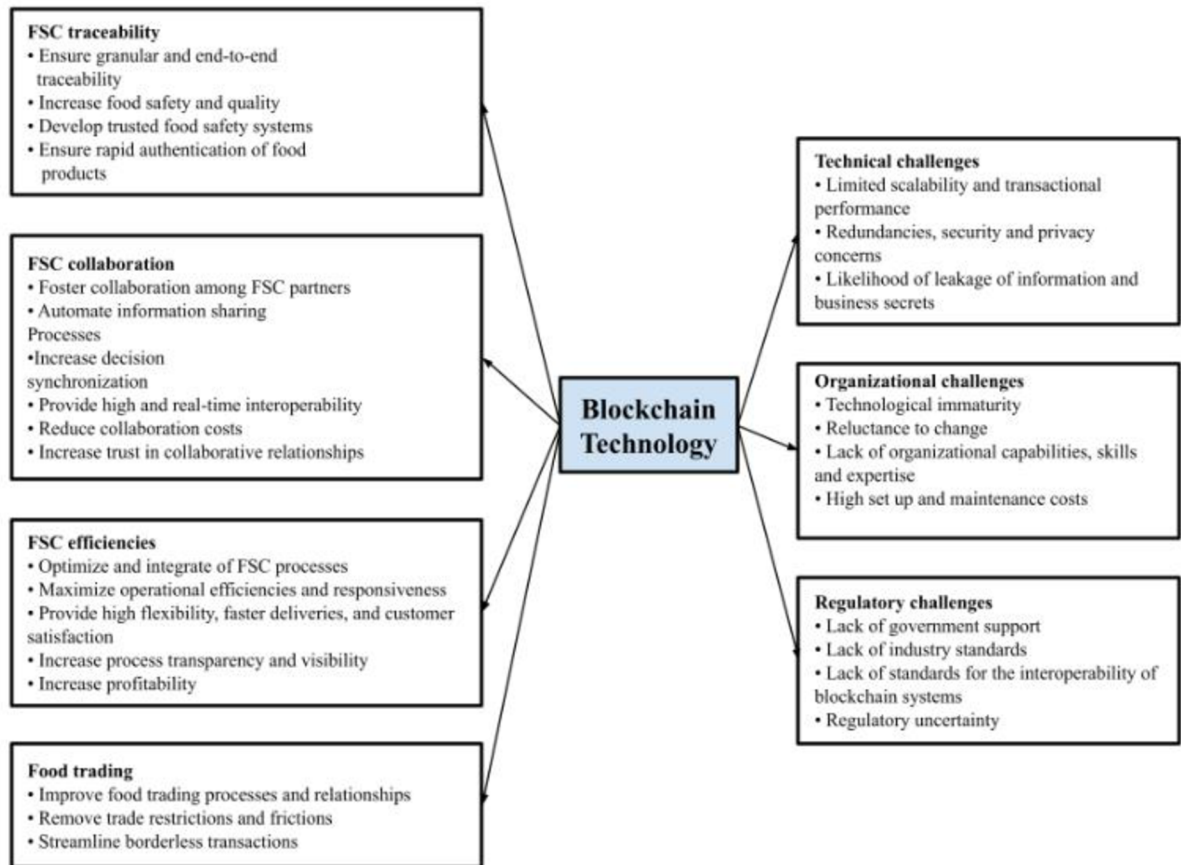 FSC traceability
• Ensure granular and end-to-end
traceability
• Increase food safety and quality
• Develop trusted food safety systems
• Ensure rapid authentication of food
products
FSC collaboration
• Foster collaboration among FSC partners
• Automate information sharing
Processes
•Increase decision
synchronization
• Provide high and real-time interoperability
• Reduce collaboration costs
• Increase trust in collaborative relationships
FSC efficiencies
• Optimize and integrate of FSC processes
• Maximize operational efficiencies and responsiveness
• Provide high flexibility, faster deliveries, and customer
satisfaction
• Increase process transparency and visibility
• Increase profitability
Food trading
• Improve food trading processes and relationships
• Remove trade restrictions and frictions
• Streamline borderless transactions
Blockchain
Technology
Technical challenges
• Limited scalability and transactional
performance
• Redundancies, security and privacy
concerns
• Likelihood of leakage of information and
business secrets
Organizational challenges
• Technological immaturity
• Reluctance to change
• Lack of organizational capabilities, skills
and expertise
• High set up and maintenance costs
Regulatory challenges
• Lack of government support
• Lack of industry standards
• Lack of standards for the interoperability of
blockchain systems
• Regulatory uncertainty